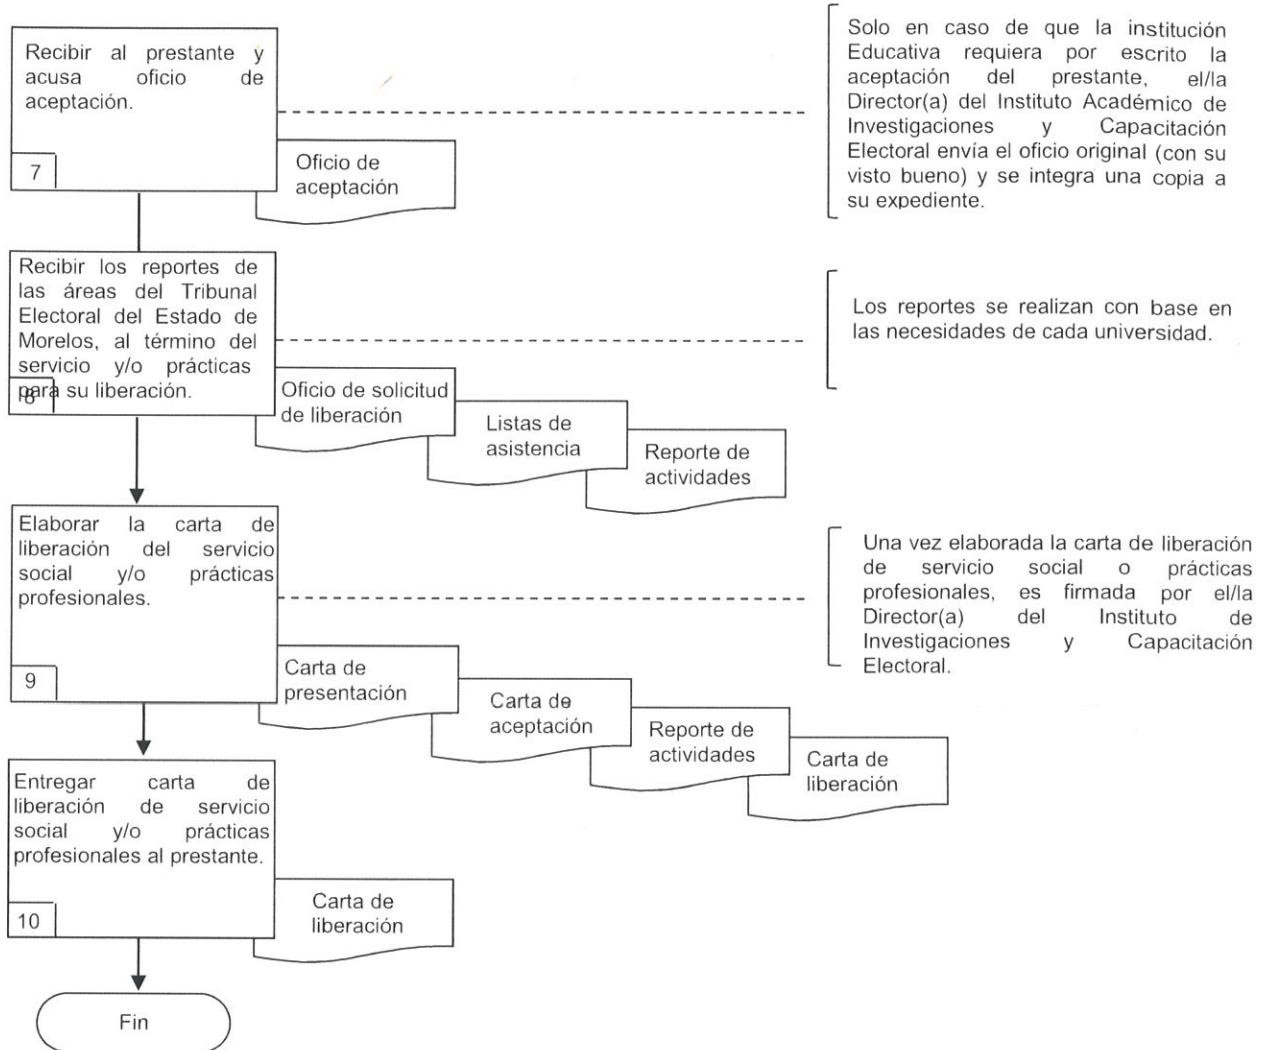 Recibir al prestante y
acusa oficio de
aceptación.
7
Oficio de
aceptación
Solo en caso de que la institución
Educativa requiera por escrito la
aceptación del prestante, el/la
Director(a) del Instituto Académico de
Investigaciones y Capacitación
Electoral envía el oficio original (con su
visto bueno) y se integra una copia a
su expediente.
Recibir los reportes de
las áreas del Tribunal
Electoral del Estado de
Morelos, al término del
servicio y/o prácticas
para su liberación.
8
Oficio de solicitud
de liberación
Listas de
asistencia
Reporte de
actividades
Los reportes se realizan con base en
las necesidades de cada universidad.
Elaborar la carta de
liberación del servicio
social y/o prácticas
profesionales.
9
Carta de
presentación
Carta de
aceptación
Reporte de
actividades
Carta de
liberación
Una vez elaborada la carta de liberación
de servicio social o prácticas
profesionales, es firmada por el/la
Director(a) del Instituto de
Investigaciones y Capacitación
Electoral.
Entregar carta de
liberación de servicio
social y/o prácticas
profesionales al prestante.
10
Carta de
liberación
Fin